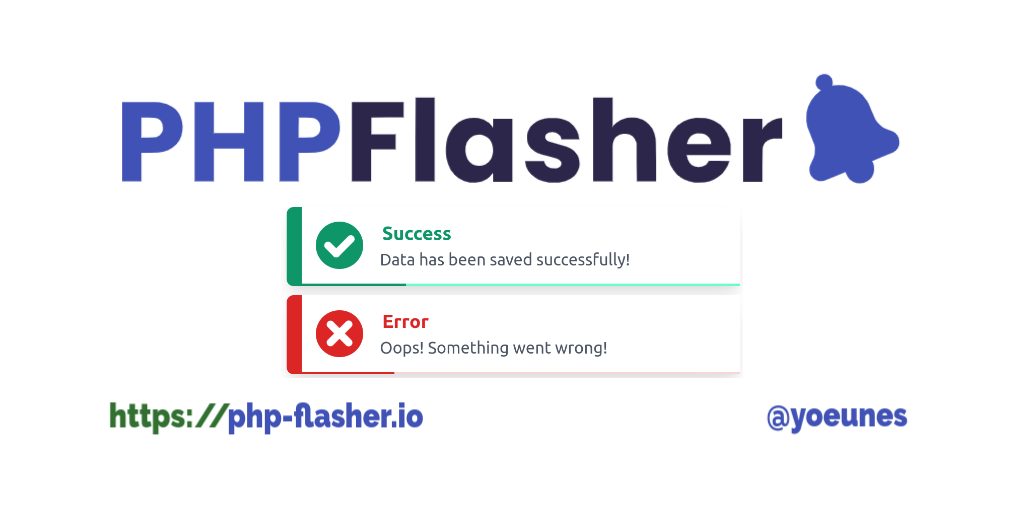 PHPFlasher
Success
Data has been saved successfully!
Error
Oops! Something went wrong!
https://php-flasher.io
@yoeunes